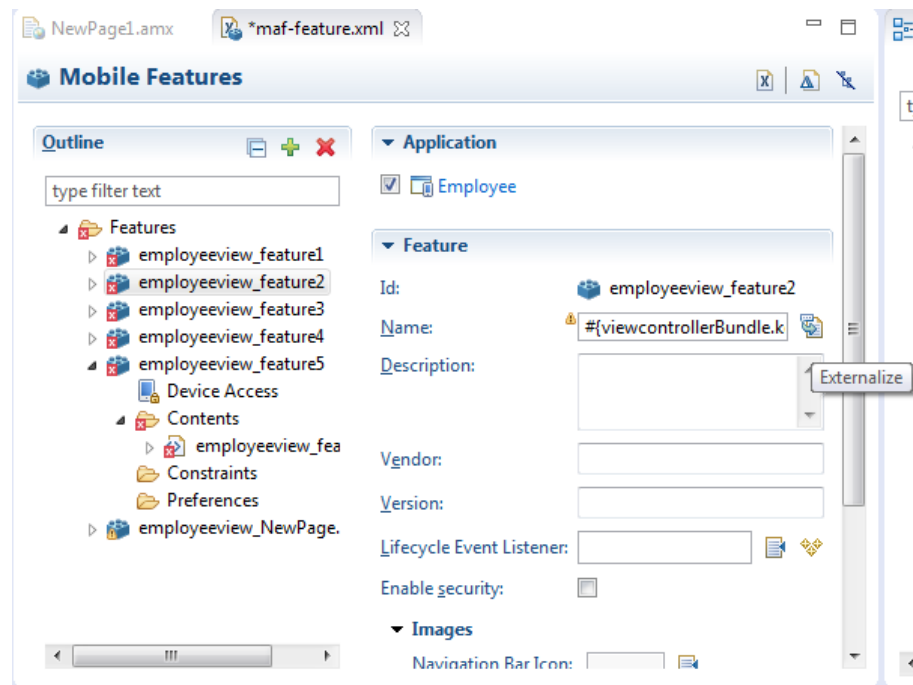 NewPage1.amx
*maf-feature.xml
Mobile Features
Outline
type filter text
Features
employeeview_feature1
employeeview_feature2
employeeview_feature3
employeeview_feature4
employeeview_feature5
Device Access
Contents
employeeview_fea
Constraints
Preferences
employeeview_NewPage.
Application
Employee
Feature
Id: employeeview_feature2
Name: #{viewcontrollerBundle.k
Description:
Externalize
Vendor:
Version:
Lifecycle Event Listener:
Enable security:
Images
Navigation Bar Icon:
t